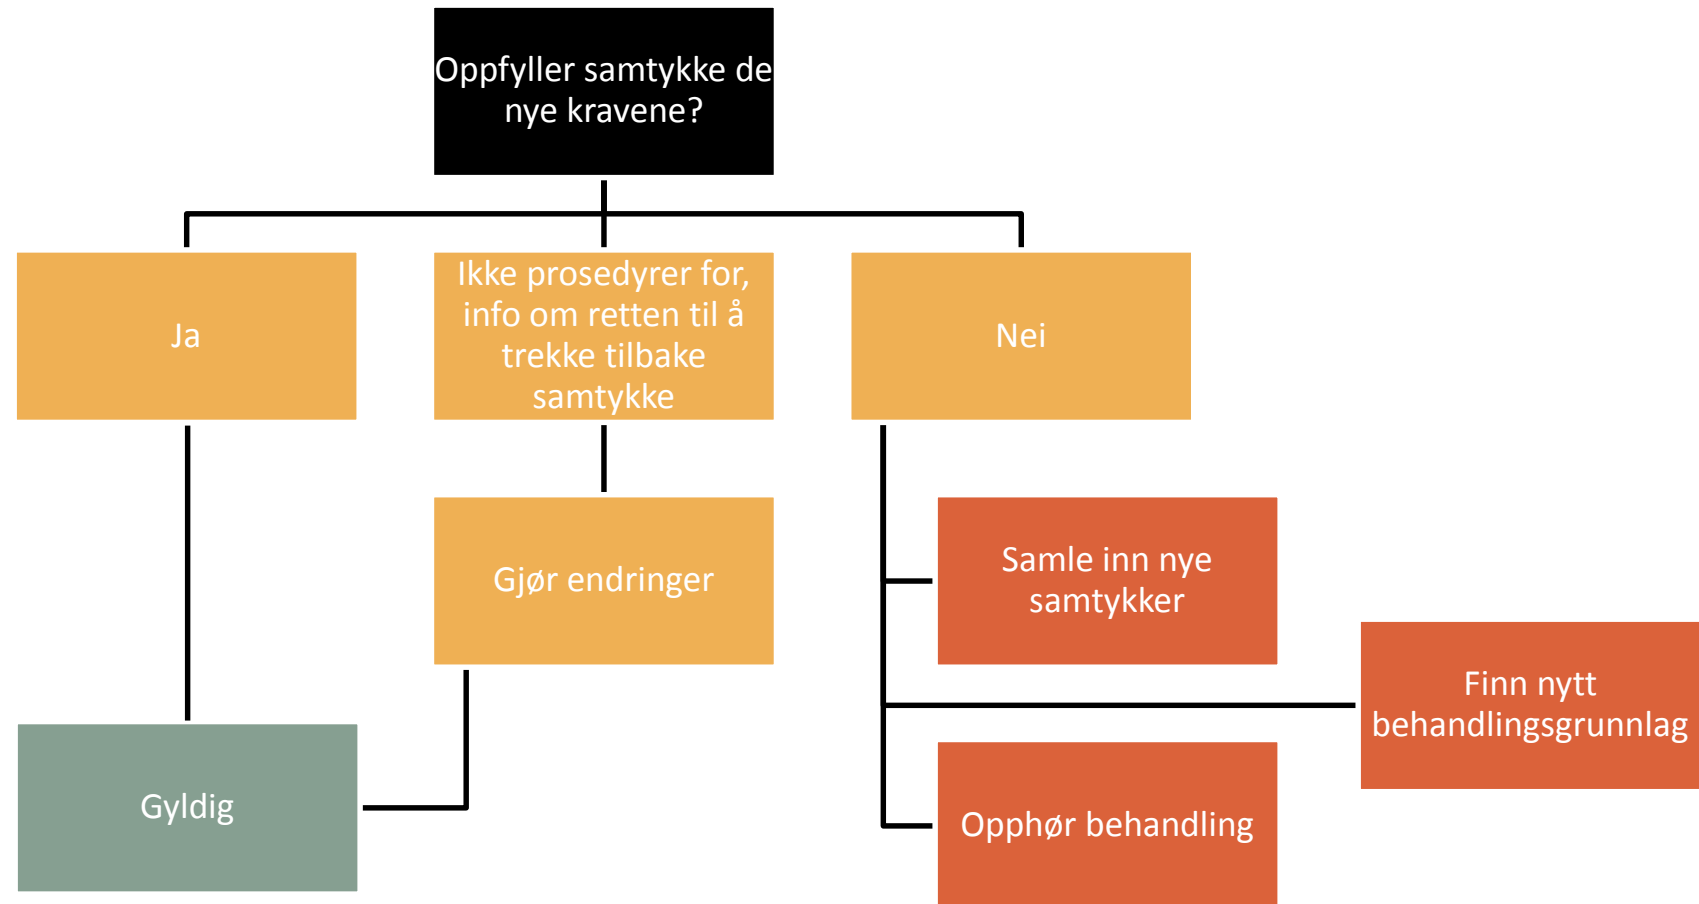 Oppfyller samtykke de
nye kravene?
Ja
Ikke prosedyrer for,
info om retten til å
trekke tilbake
samtykke
Nei
Gjør endringer
Samle inn nye
samtykker
Finn nytt
behandlingsgrunnlag
Gyldig
Opphør behandling